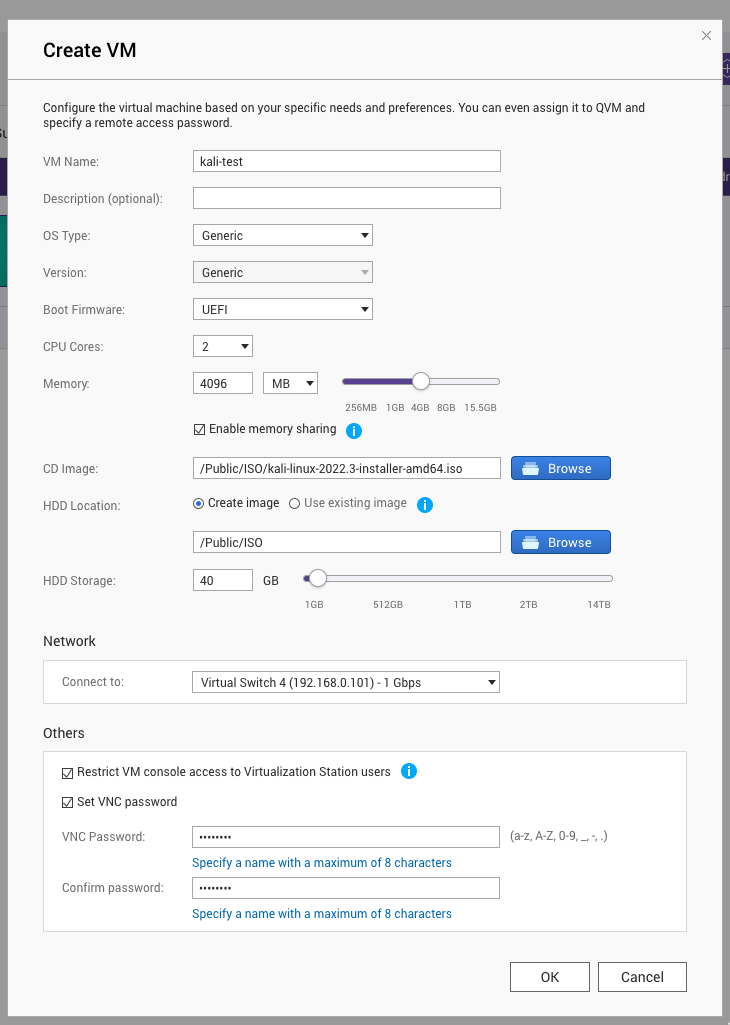 Create VM
Configure the virtual machine based on your specific needs and preferences. You can even assign it to QVM and
specify a remote access password.
VM Name: kali-test
Description (optional):
OS Type: Generic
Version: Generic
Boot Firmware: UEFI
CPU Cores: 2
Memory: 4096 MB
256MB 1GB 4GB 8GB 15.5GB
Enable memory sharing
CD Image: /Public/ISO/kali-linux-2022.3-installer-amd64.iso Browse
HDD Location: Create image Use existing image
/Public/ISO Browse
HDD Storage: 40 GB
1GB 512GB 1TB 2TB 14TB
Network
Connect to: Virtual Switch 4 (192.168.0.101) - 1 Gbps
Others
Restrict VM console access to Virtualization Station users
Set VNC password
VNC Password: •••••••• (a-z, A-Z, 0-9, _, -, .)
Specify a name with a maximum of 8 characters
Confirm password: ••••••••
Specify a name with a maximum of 8 characters
OK Cancel